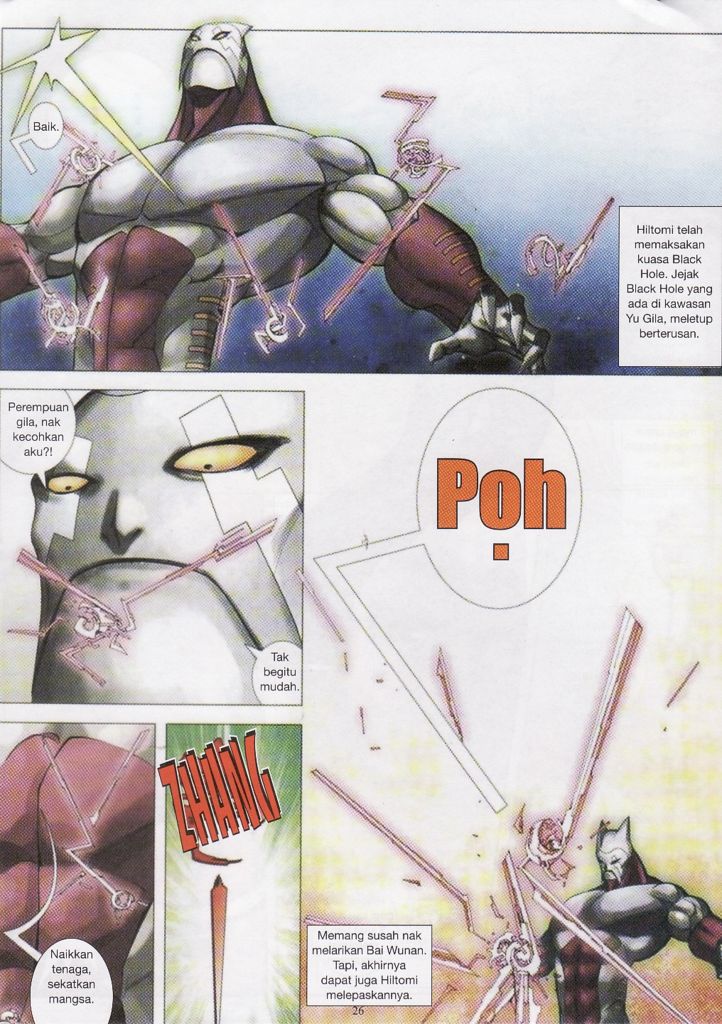 Baik.
Hiltomi telah
memaksakan
kuasa Black
Hole. Jejak
Black Hole yang
ada di kawasan
Yu Gila, meletup
berterusan.
Perempuan
gila, nak
kecohkan
aku?!
Tak
begitu
mudah.
Poh
.
Naikkan
tenaga,
sekatkan
mangsa.
ZHANG
Memang susah nak
melarikan Bai Wunan.
Tapi, akhirnya
dapat juga Hiltomi
melepaskannya.
26